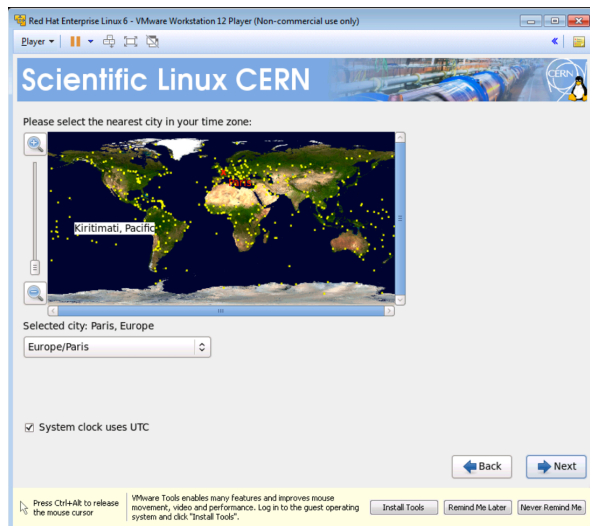 Red Hat Enterprise Linux 6 - VMware Workstation 12 Player (Non-commercial use only)
Player
Scientific Linux CERN
CERN
Please select the nearest city in your time zone:
Paris
Kiritimati, Pacific
Selected city: Paris, Europe
Europe/Paris
System clock uses UTC
Back
Next
Press Ctrl+Alt to release
the mouse cursor
VMware Tools enables many features and improves mouse
movement, video and performance. Log in to the guest operating
system and click "Install Tools".
Install Tools
Remind Me Later
Never Remind Me